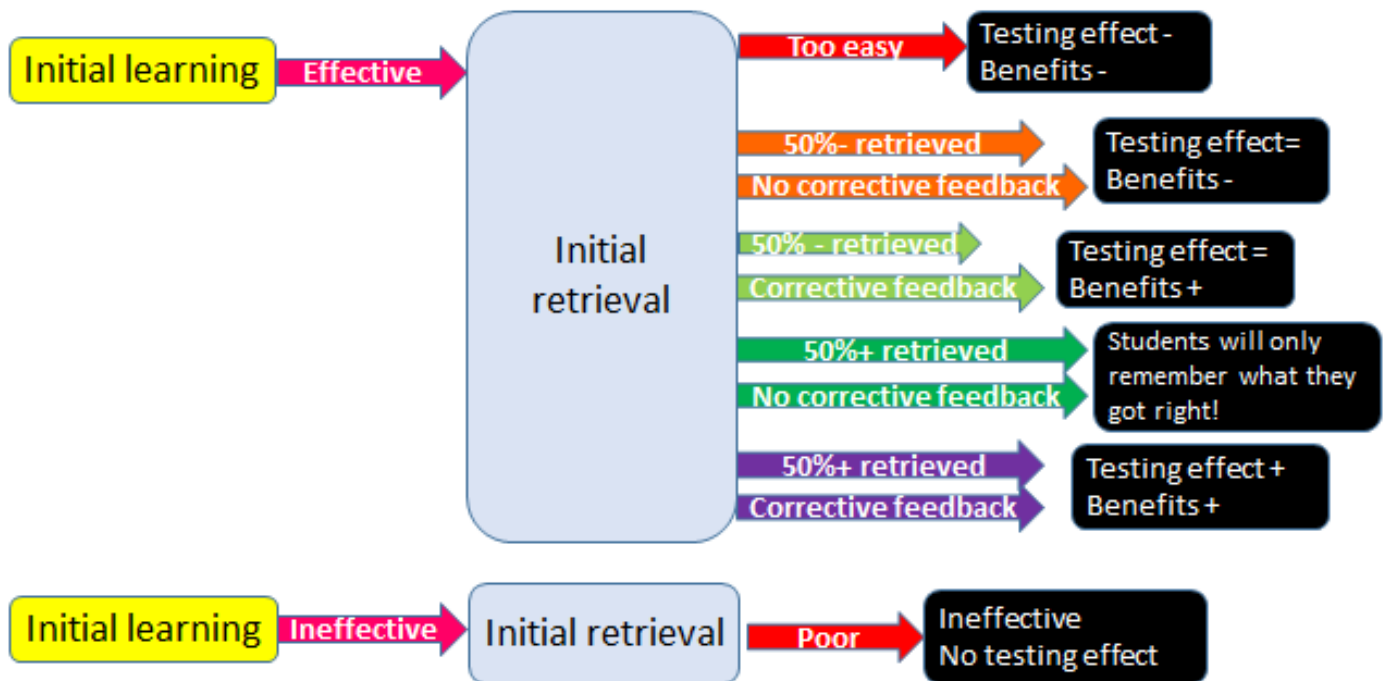 Initial learning
Effective
Initial
retrieval
Too easy
Testing effect -
Benefits -
50%- retrieved
No corrective feedback
Testing effect=
Benefits -
50% - retrieved
Corrective feedback
Testing effect =
Benefits +
50%+ retrieved
No corrective feedback
Students will only
remember what they
got right!
50%+ retrieved
Corrective feedback
Testing effect +
Benefits +
Initial learning
Ineffective
Initial retrieval
Poor
Ineffective
No testing effect